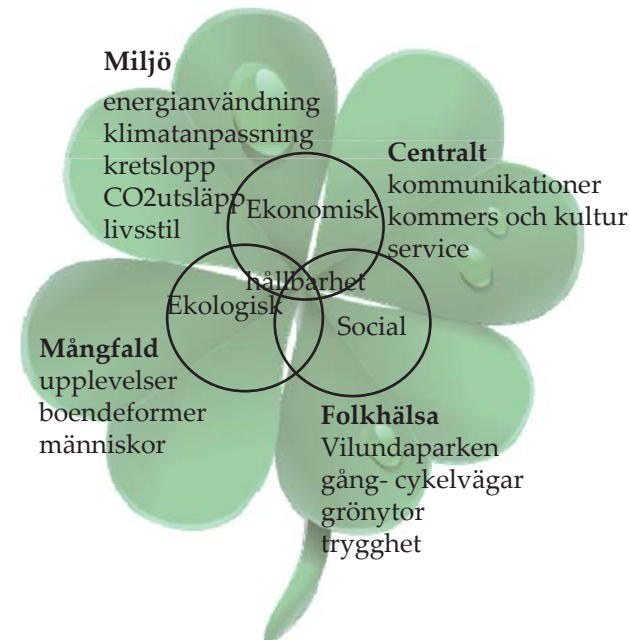 Miljö
energianvändning
klimatanpassning
kretslopp
CO2utsläpp
livsstil
Centralt
kommunikationer
kommers och kultur
service
Ekonomisk
hållbarhet
Ekologisk
Social
Mångfald
upplevelser
boendeformer
människor
Folkhälsa
Vilundaparken
gång- cykelvägar
grönytor
trygghet